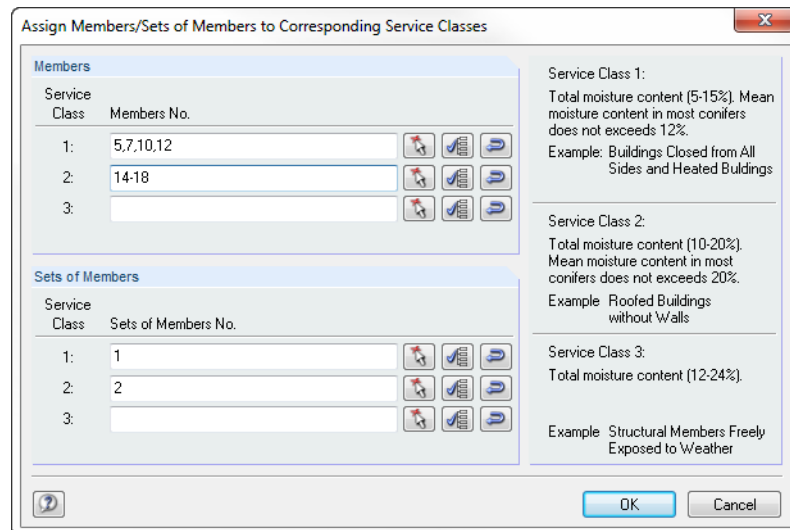 Assign Members/Sets of Members to Corresponding Service Classes
Members
Service
Class Members No.
1: 5,7,10,12
2: 14-18
3:
Sets of Members
Service
Class Sets of Members No.
1: 1
2: 2
3:
Service Class 1:
Total moisture content (5-15%). Mean
moisture content in most conifers
does not exceeds 12%.
Example: Buildings Closed from All
Sides and Heated Buldings
Service Class 2:
Total moisture content (10-20%).
Mean moisture content in most
conifers does not exceeds 20%.
Example Roofed Buildings
without Walls
Service Class 3:
Total moisture content (12-24%).
Example Structural Members Freely
Exposed to Weather
OK Cancel